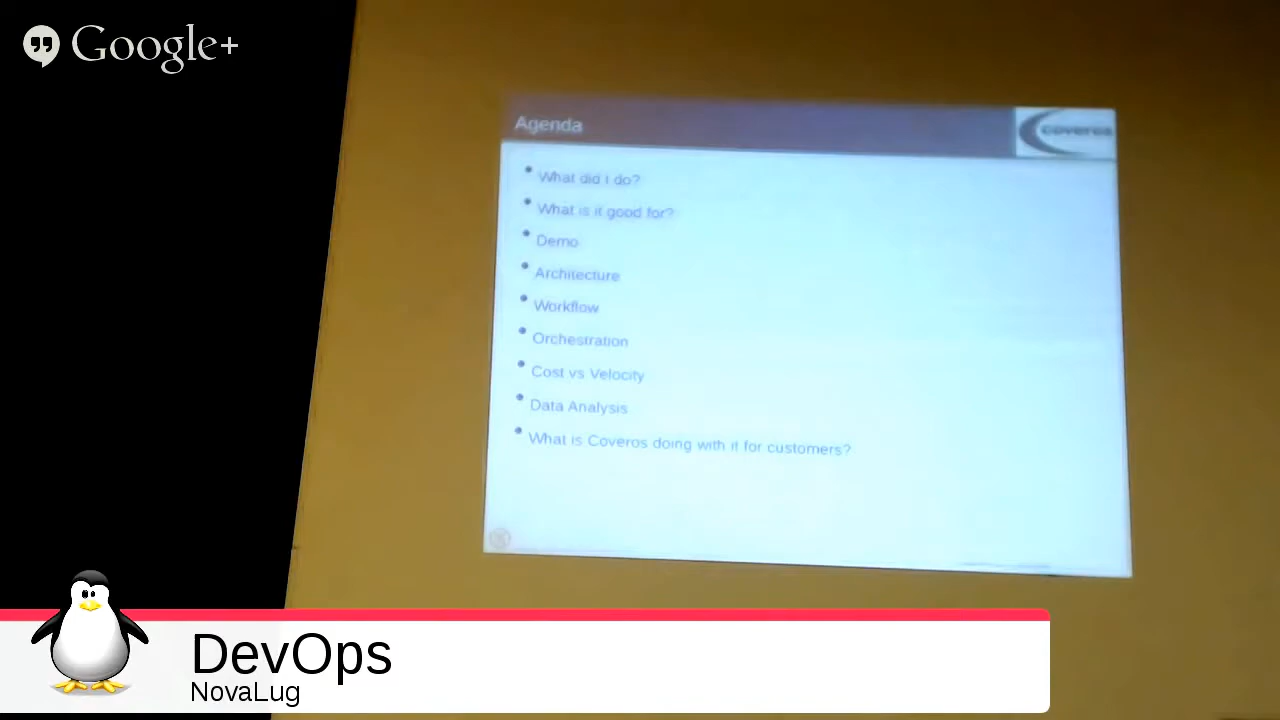 Google+
Agenda
coveros
What did I do?
What is it good for?
Demo
Architecture
Workflow
Orchestration
Cost vs Velocity
Data Analysis
What is Coveros doing with it for customers?
DevOps
NovaLug